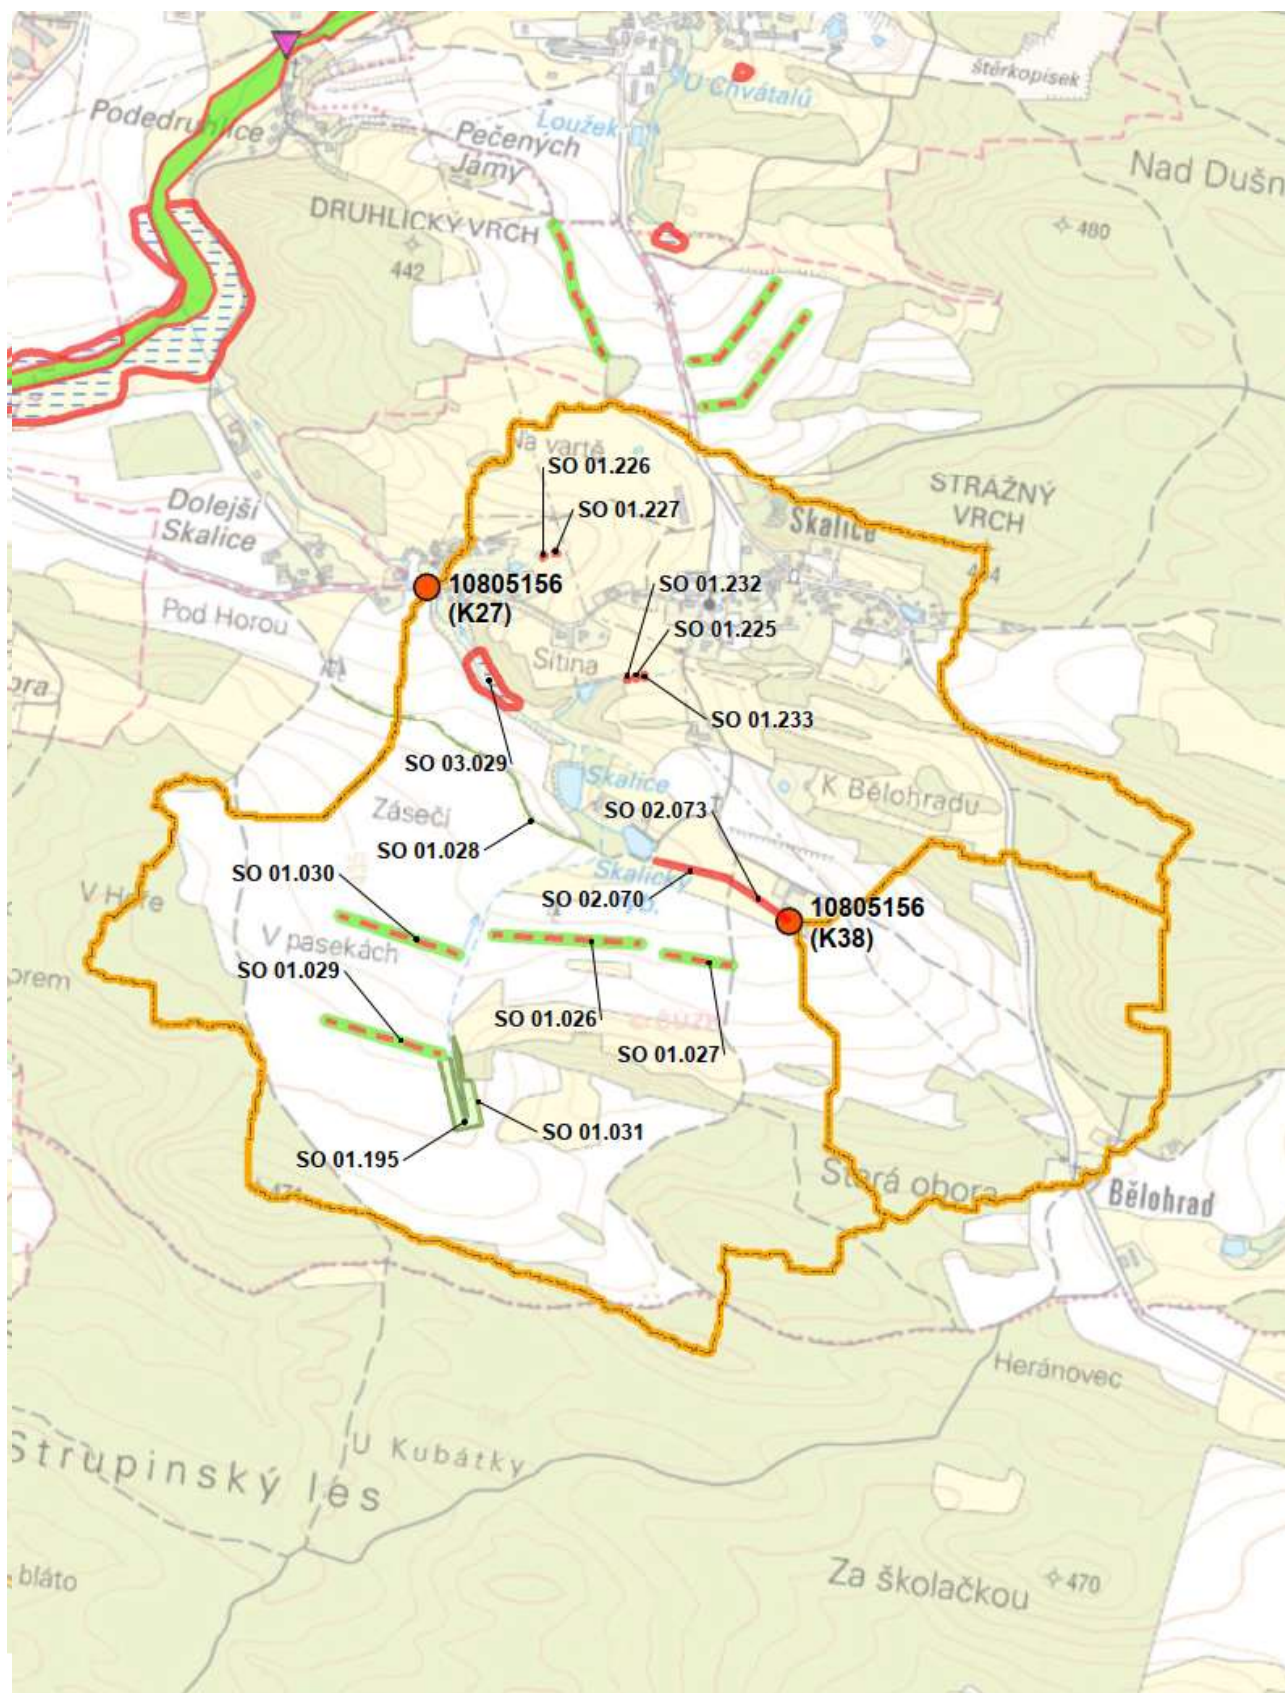 štěrkopísek
U Chvátalů
Podedruhlice
Loužek
Pečených
Jámy
Nad Dušn
DRUHLICKÝ VRCH
480
442
Na vartě
SO 01.226
SO 01.227
STRÁŽNÝ
VRCH
Dolejší
Skalice
Skalice
10805156
(K27)
SO 01.232
SO 01.225
Pod Horou
Sítina
SO 01.233
SO 03.029
Skalice
SO 02.073
K Bělohradu
Zásečí
SO 01.028
SO 01.030
Skalický
SO 02.070
V Hoře
10805156
(K38)
V pasekách
SO 01.029
orem
SO 01.026
SO 01.027
SO 01.031
SO 01.195
Stará obora
Bělohrad
Heránovec
U Kubátky
Strupinský les
Za školačkou
470
bláto